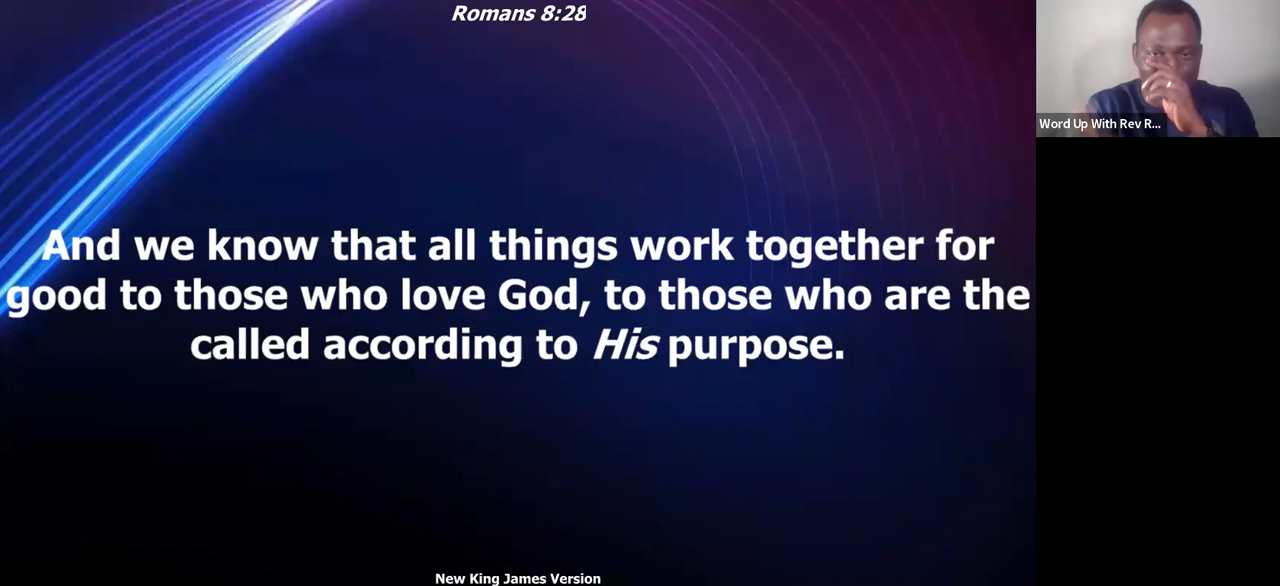 Romans 8:28
And we know that all things work together for
good to those who love God, to those who are the
called according to His purpose.
New King James Version
Word Up With Rev R...